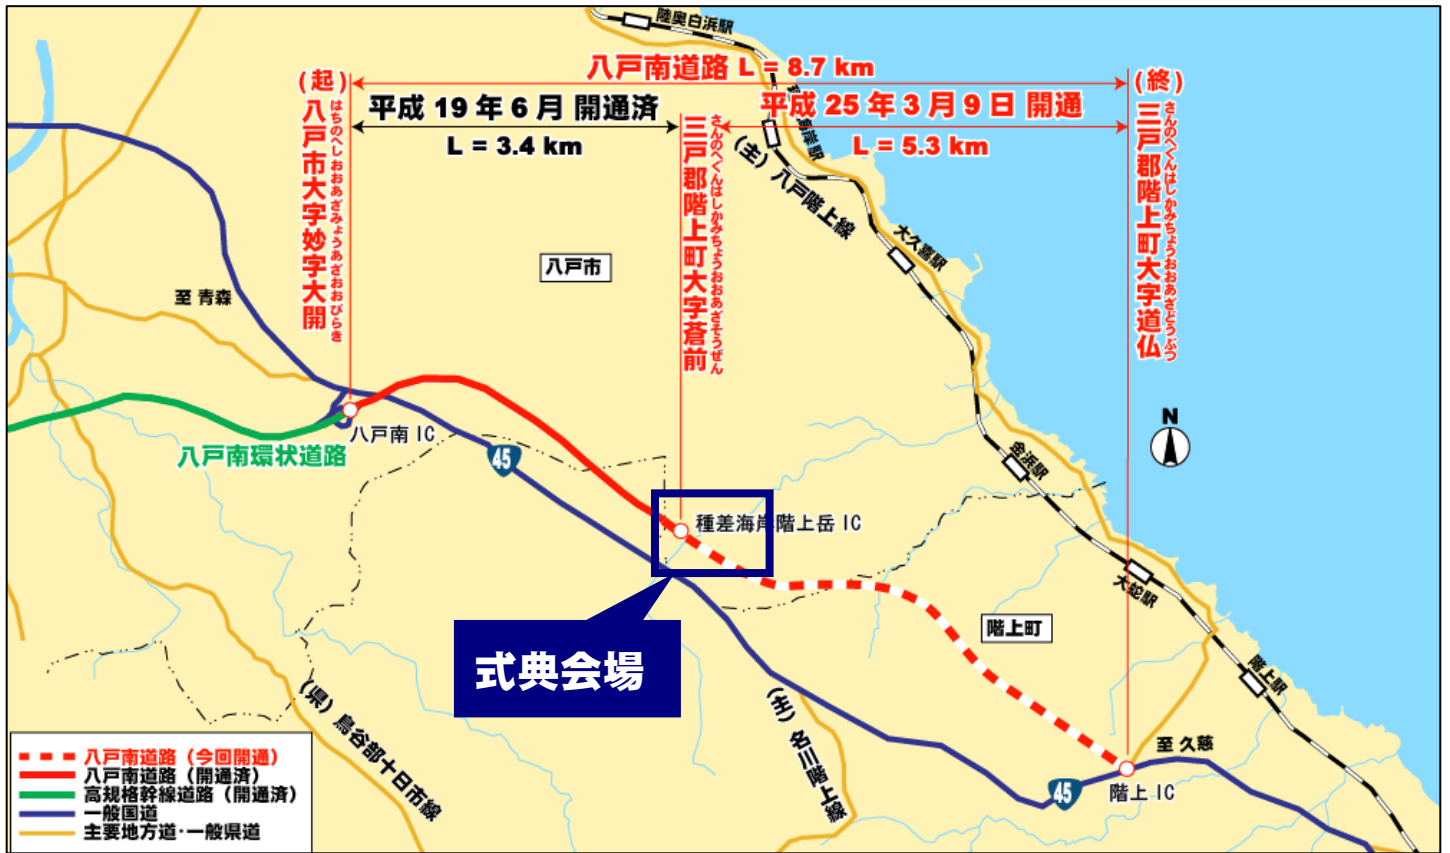 陸奥白浜駅
八戸南道路 L = 8.7 km
(起)
(終)
平成 19 年 6 月 開通済
L = 3.4 km
平成 25 年 3 月 9 日 開通
L = 5.3 km
八戸市大字妙字大開
はちのへしおおあざみょうあざおおびらき
三戸郡階上町大字蒼前
さんのへぐんはしかみちょうおおあざそうぜん
三戸郡階上町大字道仏
さんのへぐんはしかみちょうおおあざどうぶつ
(主) 八戸階上線
大久喜駅
八戸市
至 青森
八戸南 IC
八戸南環状道路
45
N
金浜駅
種差海岸階上岳 IC
大蛇駅
階上町
式典会場
階上駅
(県) 鳥谷部十日市線
(主) 名川階上線
至 久慈
45
階上 IC
八戸南道路 (今回開通)
八戸南道路 (開通済)
高規格幹線道路 (開通済)
一般国道
主要地方道・一般県道